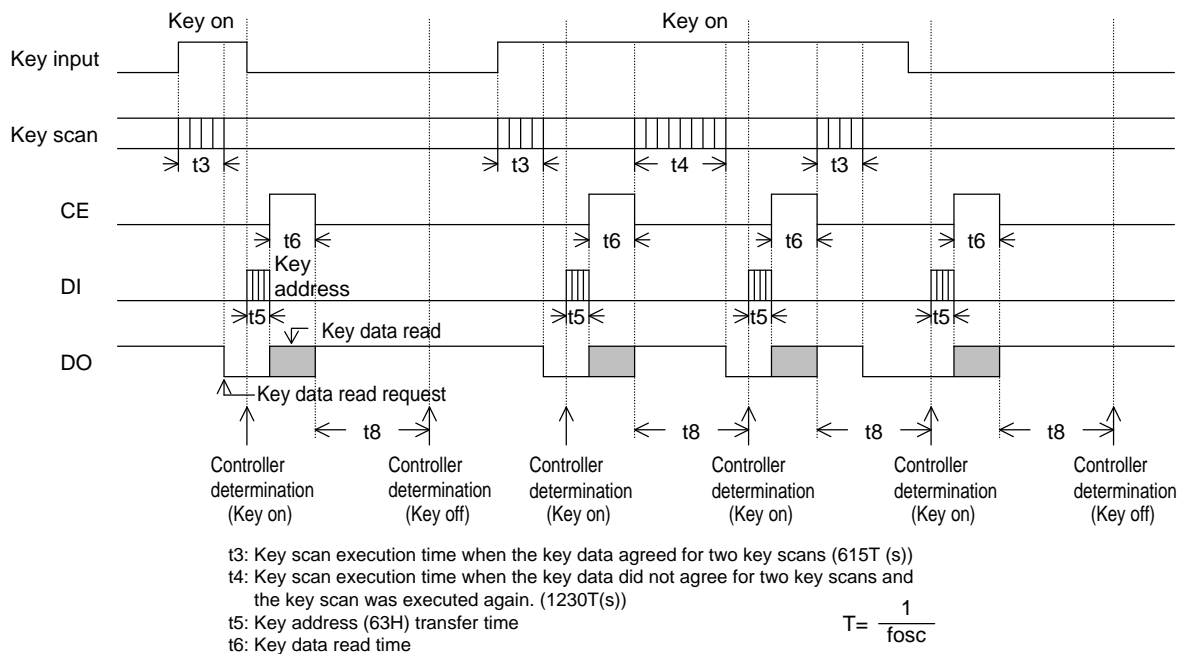 Key on Key on
Key input
Key scan
t3 t3 t4 t3
CE
t6 t6 t6 t6
DI
Key
address
t5 t5 t5 t5
Key data read
DO
Key data read request
t8 t8 t8 t8
Controller Controller Controller Controller Controller Controller
determination determination determination determination determination determination
(Key on) (Key off) (Key on) (Key on) (Key on) (Key off)
t3: Key scan execution time when the key data agreed for two key scans (615T (s))
t4: Key scan execution time when the key data did not agree for two key scans and
the key scan was executed again. (1230T(s))
t5: Key address (63H) transfer time
t6: Key data read time
T= 1
fosc